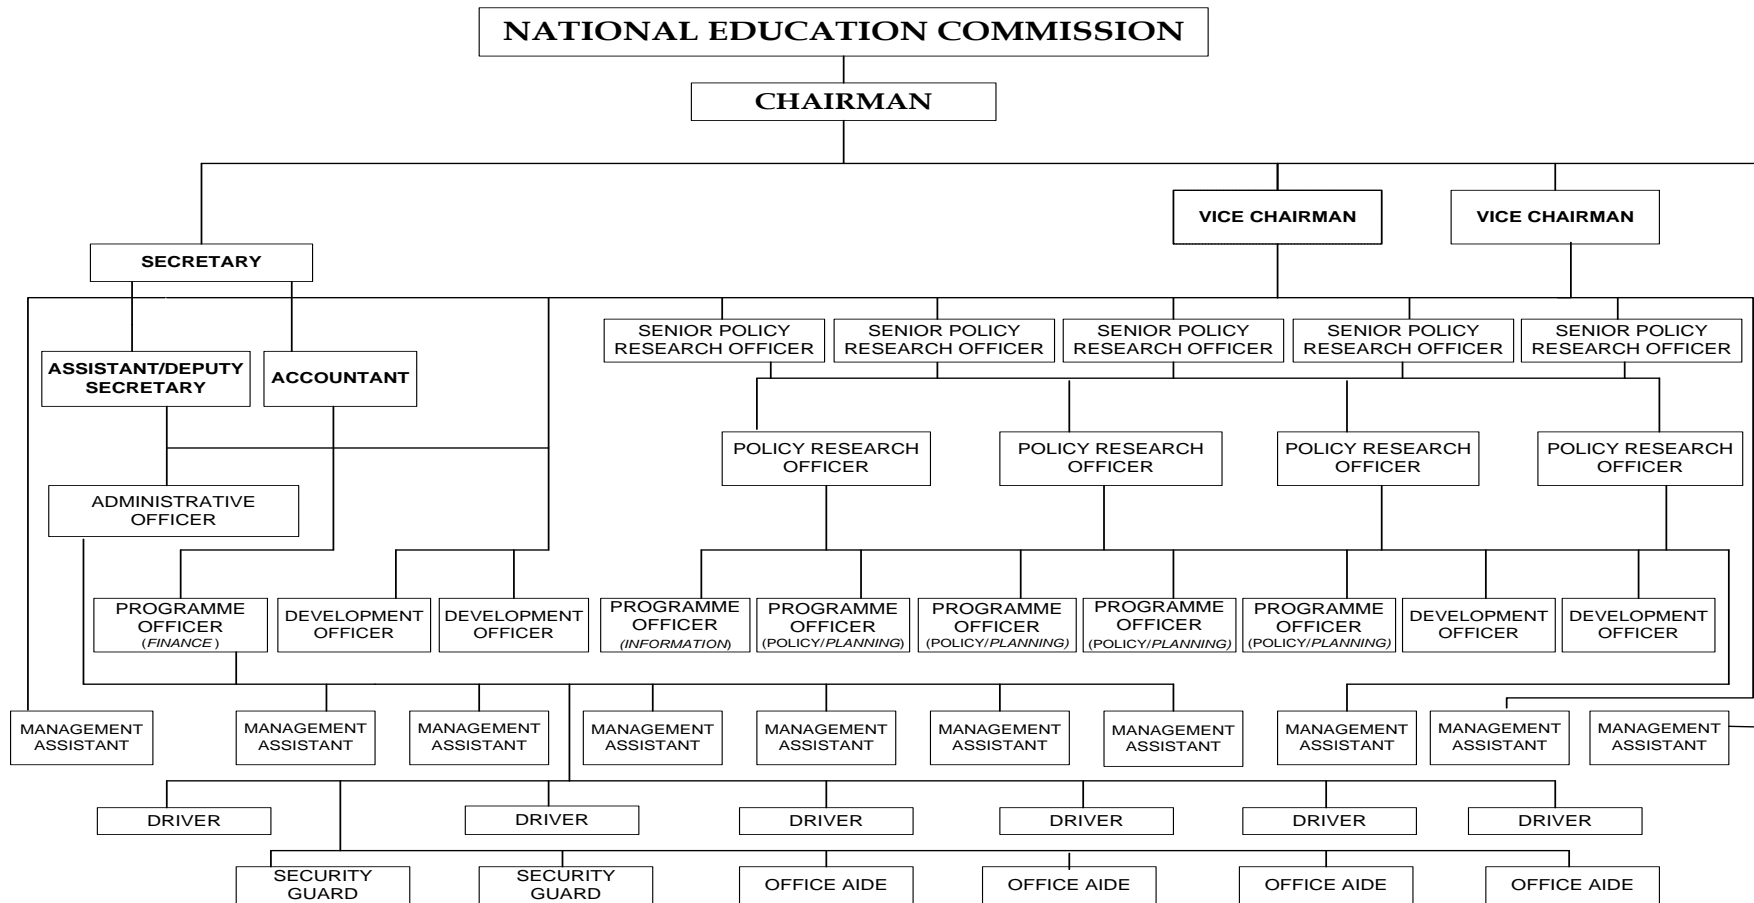 NATIONAL EDUCATION COMMISSION
CHAIRMAN
VICE CHAIRMAN
VICE CHAIRMAN
SECRETARY
SENIOR POLICY
RESEARCH OFFICER
SENIOR POLICY
RESEARCH OFFICER
SENIOR POLICY
RESEARCH OFFICER
SENIOR POLICY
RESEARCH OFFICER
SENIOR POLICY
RESEARCH OFFICER
ASSISTANT/DEPUTY
SECRETARY
ACCOUNTANT
POLICY RESEARCH
OFFICER
POLICY RESEARCH
OFFICER
POLICY RESEARCH
OFFICER
POLICY RESEARCH
OFFICER
ADMINISTRATIVE
OFFICER
PROGRAMME
OFFICER
(FINANCE)
DEVELOPMENT
OFFICER
DEVELOPMENT
OFFICER
PROGRAMME
OFFICER
(INFORMATION)
PROGRAMME
OFFICER
(POLICY/PLANNING)
PROGRAMME
OFFICER
(POLICY/PLANNING)
PROGRAMME
OFFICER
(POLICY/PLANNING)
PROGRAMME
OFFICER
(POLICY/PLANNING)
DEVELOPMENT
OFFICER
DEVELOPMENT
OFFICER
MANAGEMENT
ASSISTANT
MANAGEMENT
ASSISTANT
MANAGEMENT
ASSISTANT
MANAGEMENT
ASSISTANT
MANAGEMENT
ASSISTANT
MANAGEMENT
ASSISTANT
MANAGEMENT
ASSISTANT
MANAGEMENT
ASSISTANT
MANAGEMENT
ASSISTANT
MANAGEMENT
ASSISTANT
DRIVER
DRIVER
DRIVER
DRIVER
DRIVER
DRIVER
SECURITY
GUARD
SECURITY
GUARD
OFFICE AIDE
OFFICE AIDE
OFFICE AIDE
OFFICE AIDE